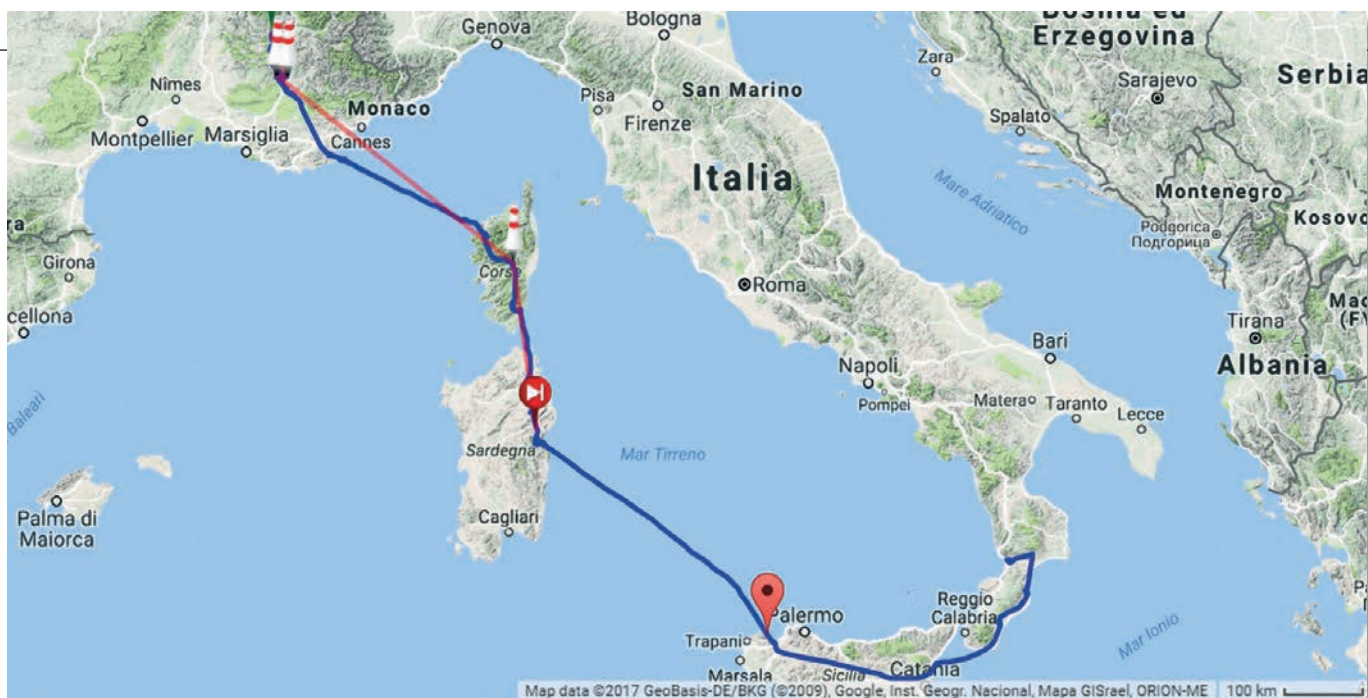 Bosnia ed
Erzegovina
Genova
Bologna
Zara
Sarajevo
Serbia
Nîmes
Monaco
Pisa
San Marino
Firenze
Montpellier
Marsiglia
Cannes
Spalato
Italia
Mare Adriatico
Montenegro
Kosovo
Podgorica
Подгорица
Girona
Corse
Roma
cellona
Tirana
Bari
Napoli
Albania
Pompei
Matera
Taranto
Lecce
Baleari
Sardegna
Mar Tirreno
Palma di
Maiorca
Cagliari
Palermo
Reggio
Calabria
Trapani
Mar Ionio
Marsala
Sicilia
Catania
Map data ©2017 GeoBasis-DE/BKG (©2009), Google, Inst. Geogr. Nacional, Mapa GISrael, ORION-ME
100 km